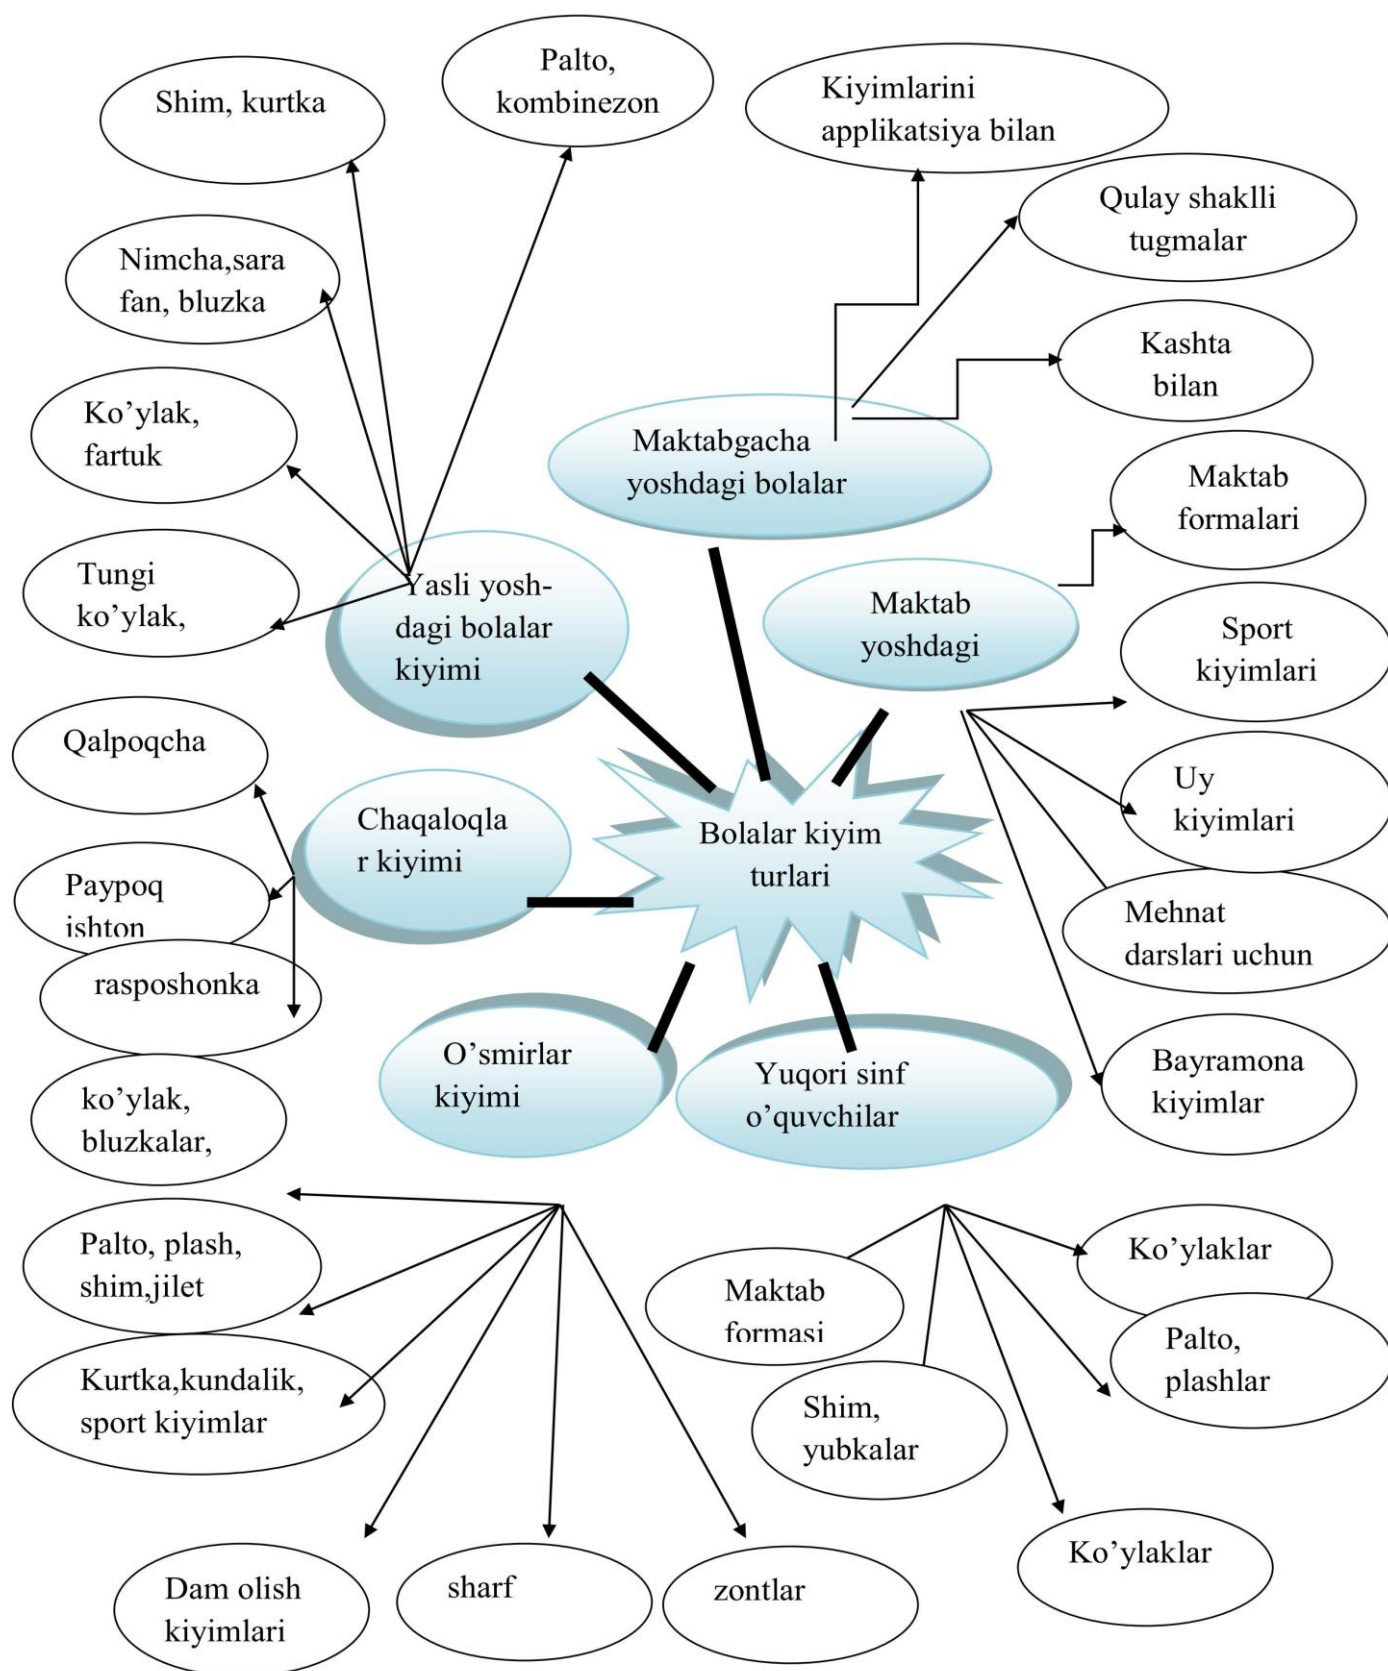 Palto,
kombinezon
Shim, kurtka
Kiyimlarini
applikatsiya bilan
Qulay shaklli
tugmalar
Nimcha,sara
fan, bluzka
Kashta
bilan
Ko’ylak,
fartuk
Maktabgacha
yoshdagi bolalar
Maktab
formalari
Tungi
ko’ylak,
Yasli yosh-
dagi bolalar
kiyimi
Maktab
yoshdagi
Sport
kiyimlari
Qalpoqcha
Uy
kiyimlari
Chaqaloqla
r kiyimi
Bolalar kiyim
turlari
Paypoq
ishton
Mehnat
darslari uchun
rasposhonka
O’smirlar
kiyimi
Yuqori sinf
o’quvchilar
Bayramona
kiyimlar
ko’ylak,
bluzkalar,
Palto, plash,
shim,jilet
Maktab
formasi
Ko’ylaklar
Palto,
plashlar
Kurtka,kundalik,
sport kiyimlar
Shim,
yubkalar
Dam olish
kiyimlari
sharf
zontlar
Ko’ylaklar